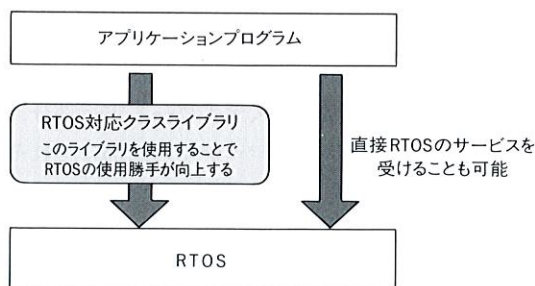 アプリケーションプログラム
RTOS対応クラスライブラリ
このライブラリを使用することで
RTOSの使用勝手が向上する
直接RTOSのサービスを
受けることも可能
RTOS